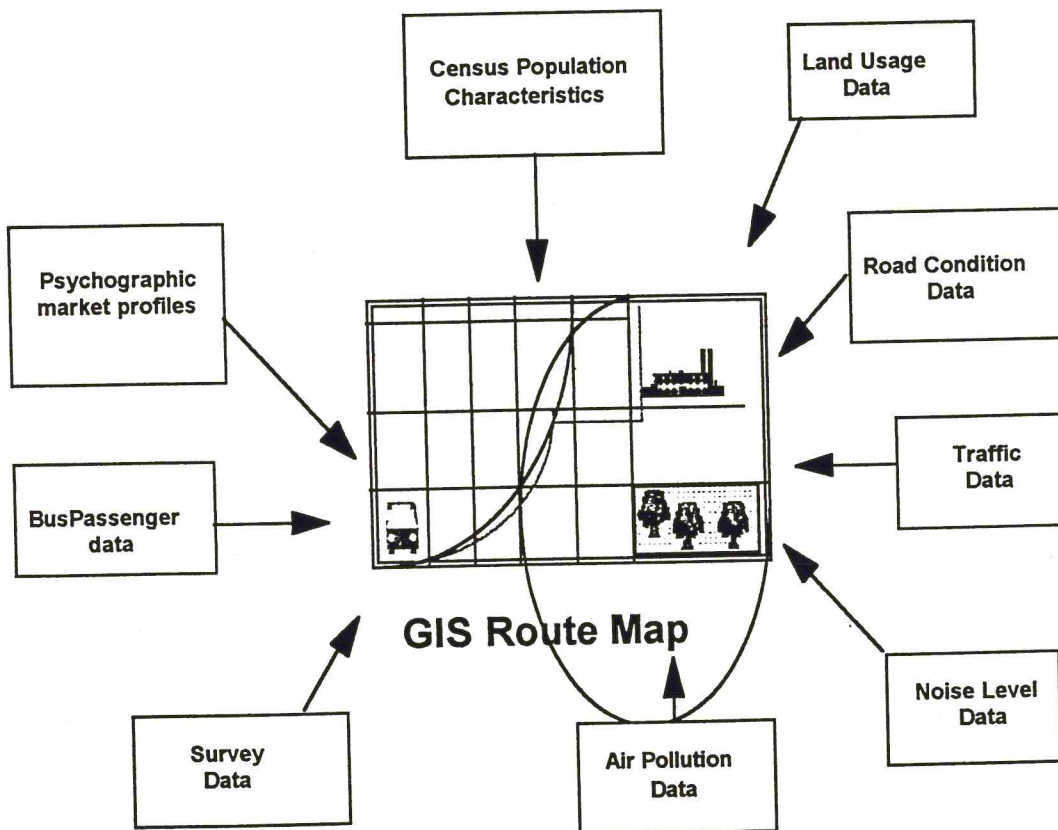 Census Population
Characteristics
Land Usage
Data
Psychographic
market profiles
Road Condition
Data
BusPassenger
data
Traffic
Data
GIS Route Map
Survey
Data
Air Pollution
Data
Noise Level
Data